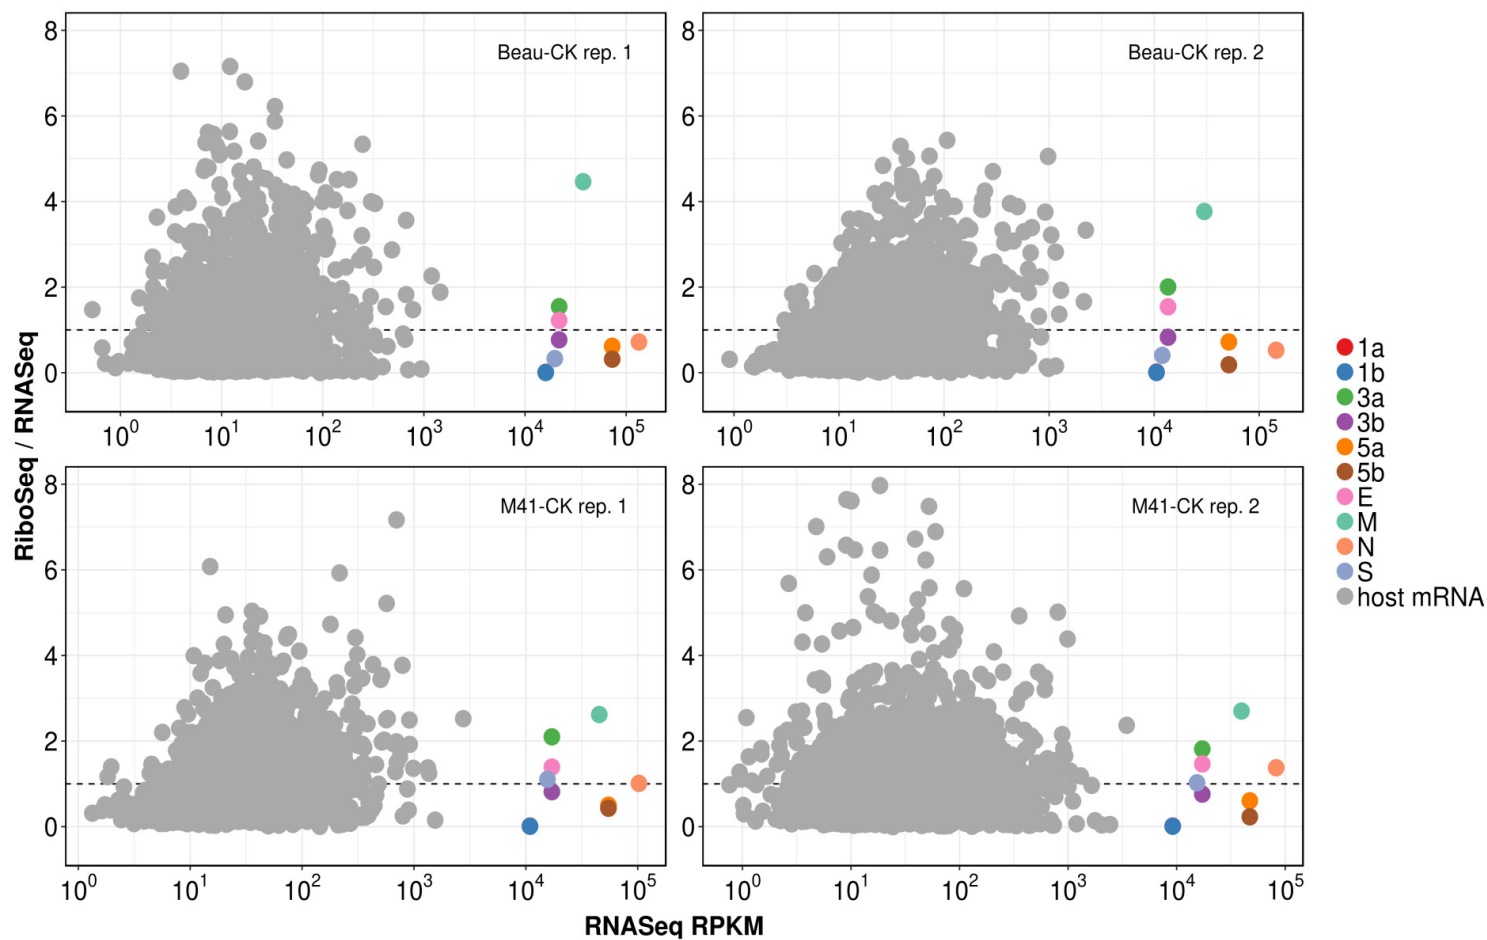 Beau-CK rep. 1
8
6
4
2
0
10^0 10^1 10^2 10^3 10^4 10^5
Beau-CK rep. 2
8
6
4
2
0
10^0 10^1 10^2 10^3 10^4 10^5
M41-CK rep. 1
8
6
4
2
0
10^0 10^1 10^2 10^3 10^4 10^5
M41-CK rep. 2
8
6
4
2
0
10^0 10^1 10^2 10^3 10^4 10^5
RiboSeq / RNASeq
RNASeq RPKM
1a
1b
3a
3b
5a
5b
E
M
N
S
host mRNA